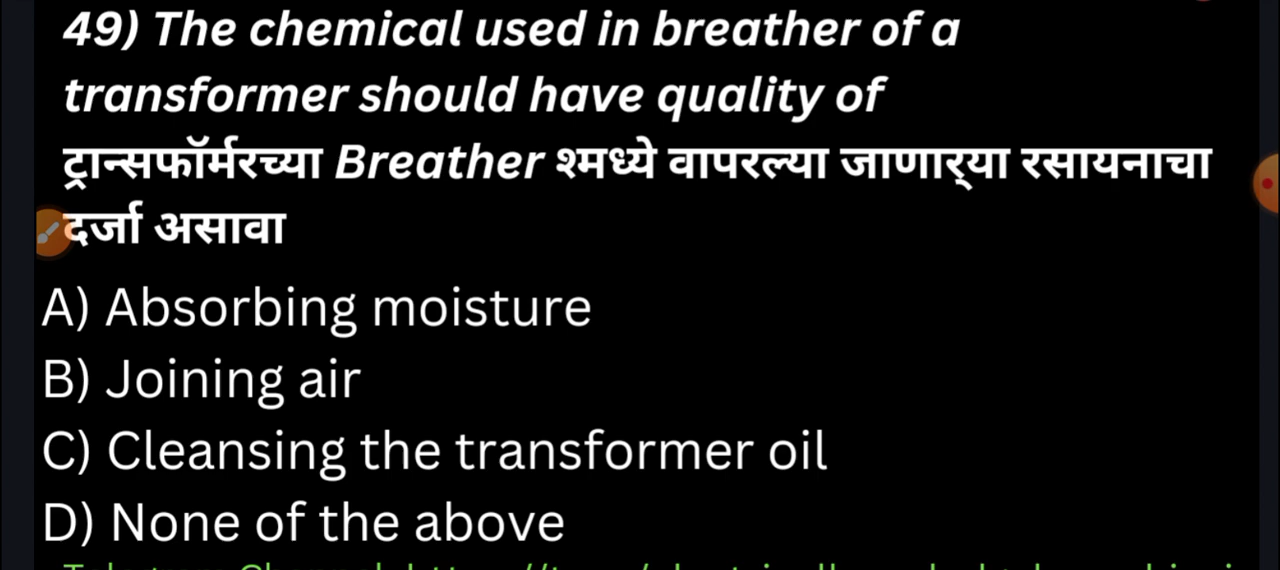 49) The chemical used in breather of a
transformer should have quality of
ट्रान्सफॉर्मरच्या Breather श्मध्ये वापरल्या जाणार्‍या रसायनाचा
दर्जा असावा
A) Absorbing moisture
B) Joining air
C) Cleansing the transformer oil
D) None of the above